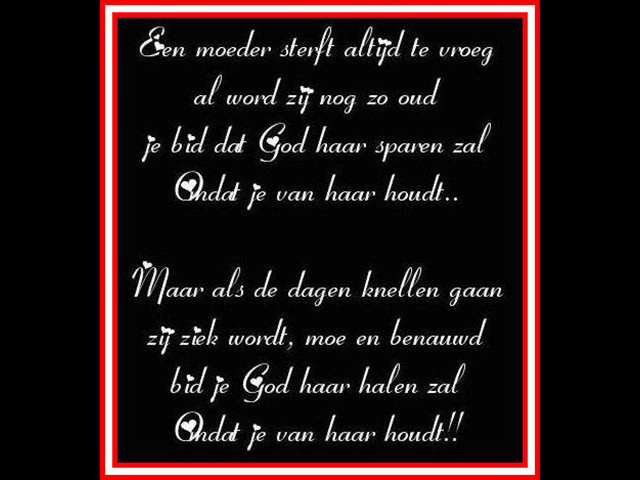 Een moeder sterft altijd te vroeg
al word zij nog zo oud
je bid dat God haar sparen zal
Omdat je van haar houdt..
Maar als de dagen knellen gaan
zij ziek wordt, moe en benauwd
bid je God haar halen zal
Omdat je van haar houdt!!